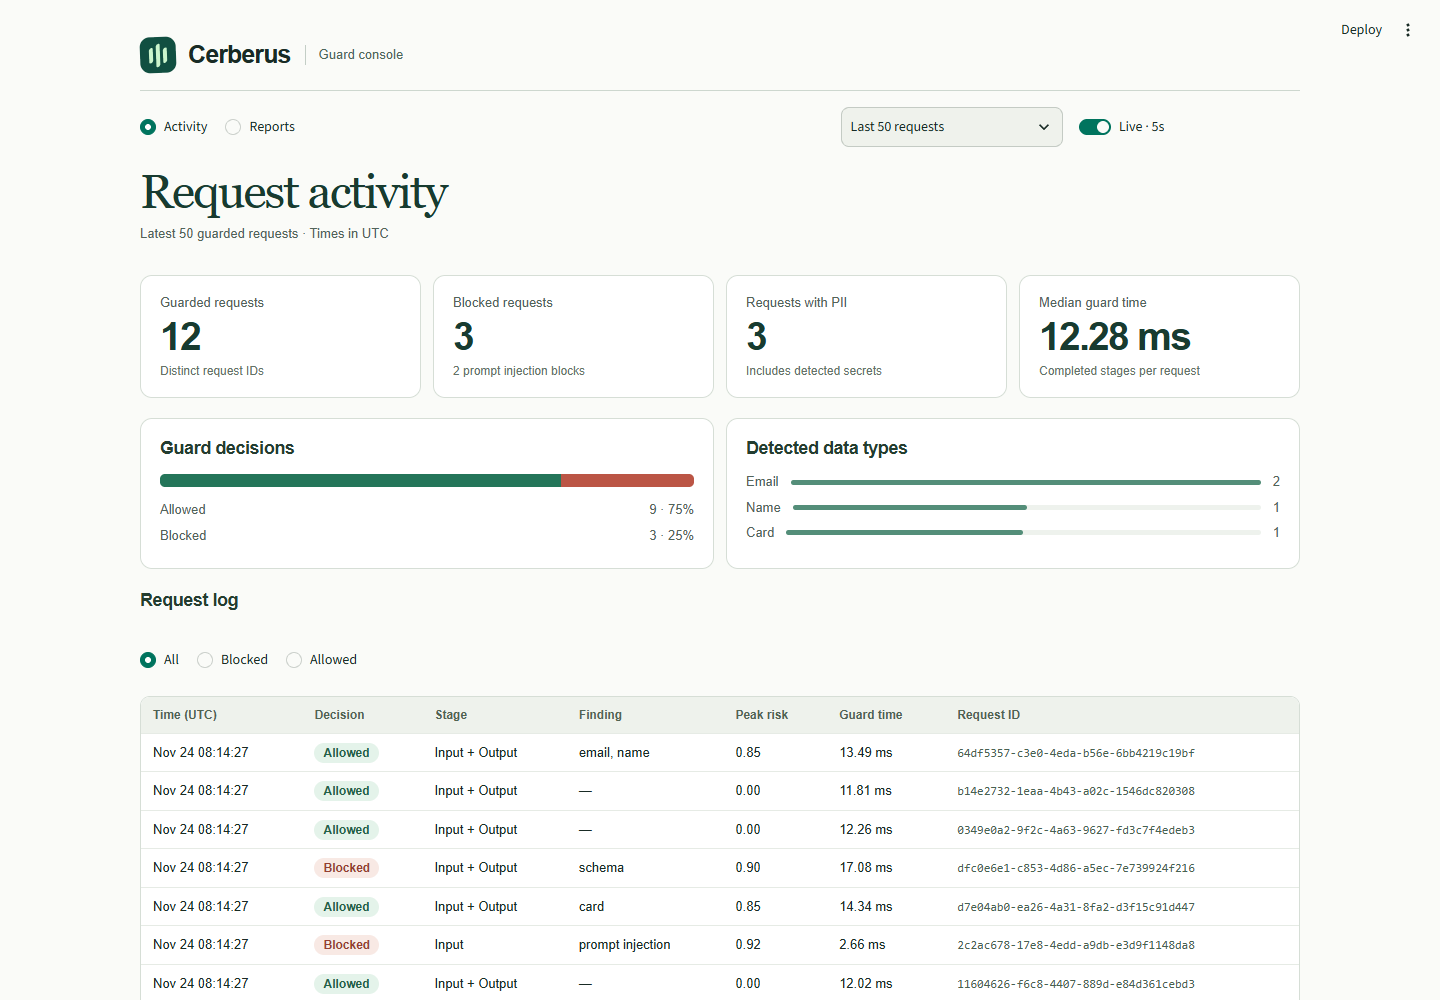 Deploy
Cerberus Guard console
Activity Reports Last 50 requests Live · 5s
Request activity
Latest 50 guarded requests · Times in UTC
Guarded requests Blocked requests Requests with PII Median guard time
12 3 3 12.28 ms
Distinct request IDs 2 prompt injection blocks Includes detected secrets Completed stages per request
Guard decisions
Allowed 9 · 75%
Blocked 3 · 25%
Detected data types
Email 2
Name 1
Card 1
Request log
All Blocked Allowed
Time (UTC) Decision Stage Finding Peak risk Guard time Request ID
Nov 24 08:14:27 Allowed Input + Output email, name 0.85 13.49 ms 64df5357-c3e0-4eda-b56e-6bb4219c19bf
Nov 24 08:14:27 Allowed Input + Output — 0.00 11.81 ms b14e2732-1eaa-4b43-a02c-1546dc820308
Nov 24 08:14:27 Allowed Input + Output — 0.00 12.26 ms 0349e0a2-9f2c-4a63-9627-fd3c7f4edeb3
Nov 24 08:14:27 Blocked Input + Output schema 0.90 17.08 ms dfc0e6e1-c853-4d86-a5ec-7e739924f216
Nov 24 08:14:27 Allowed Input + Output card 0.85 14.34 ms d7e04ab0-ea26-4a31-8fa2-d3f15c91d447
Nov 24 08:14:27 Blocked Input prompt injection 0.92 2.66 ms 2c2ac678-17e8-4edd-a9db-e3d9f1148da8
Nov 24 08:14:27 Allowed Input + Output — 0.00 12.02 ms 11604626-f6c8-4407-889d-e84d361cebd3